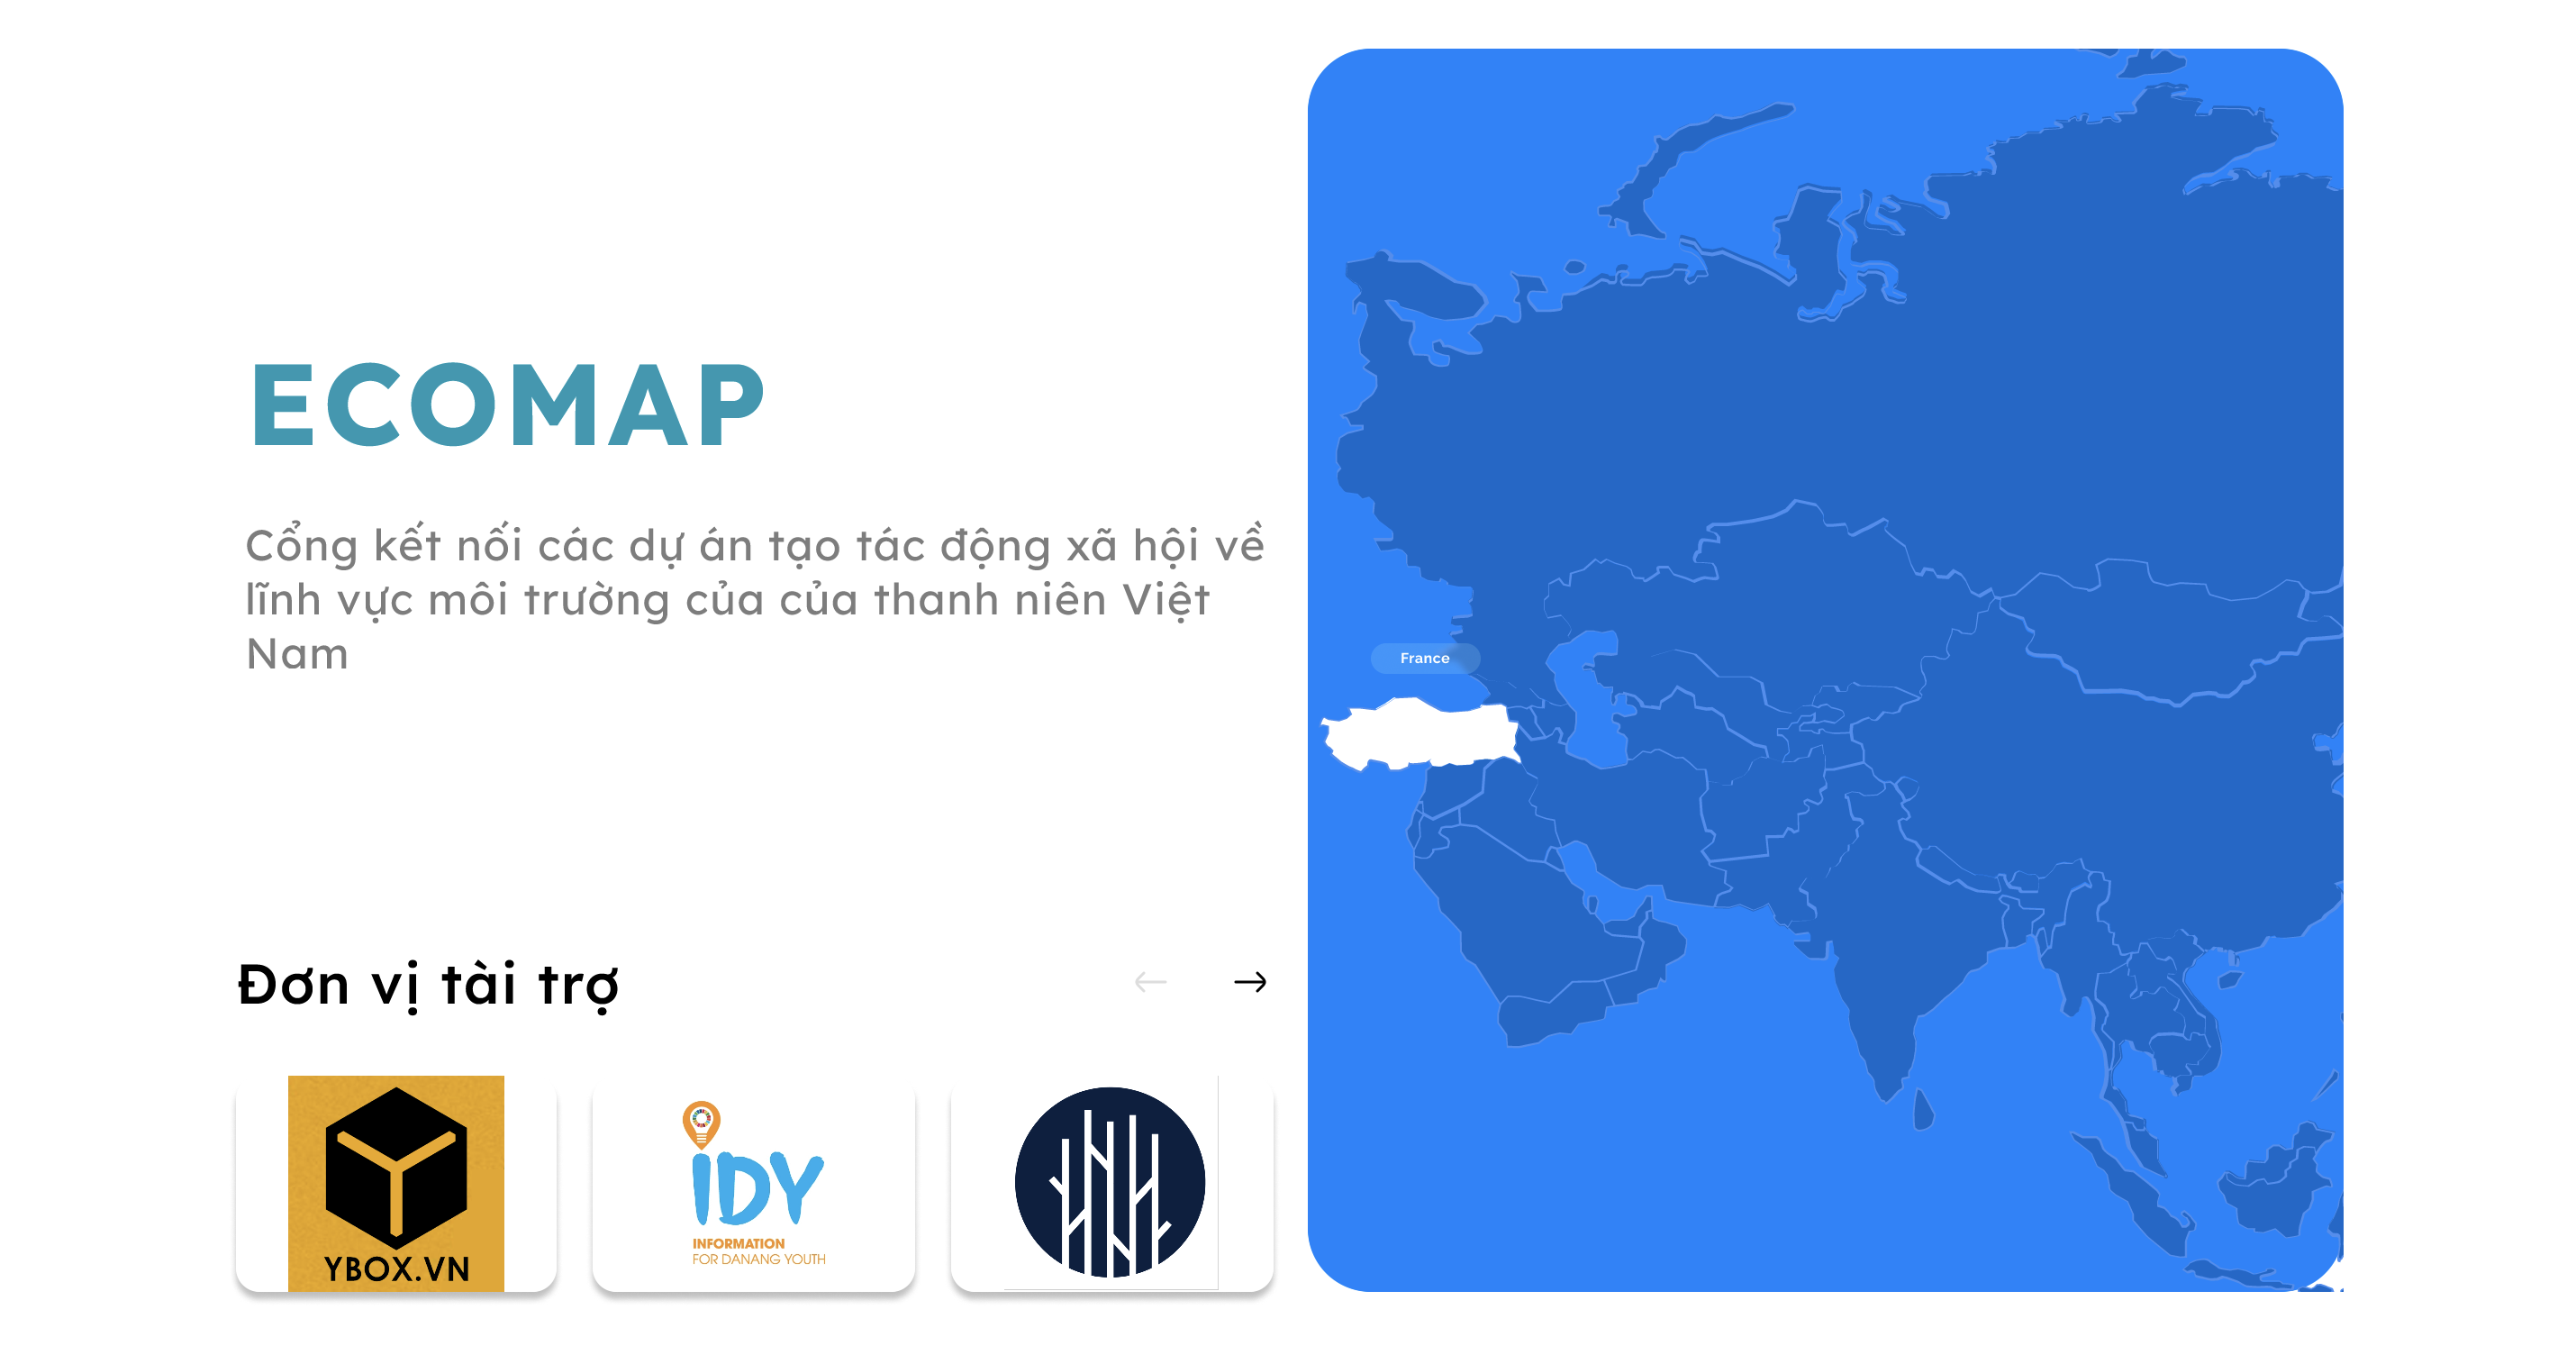 ECOMAP
Cổng kết nối các dự án tạo tác động xã hội về
lĩnh vực môi trường của của thanh niên Việt
Nam
France
Đơn vị tài trợ
YBOX.VN
IDY
INFORMATION
FOR DANANG YOUTH